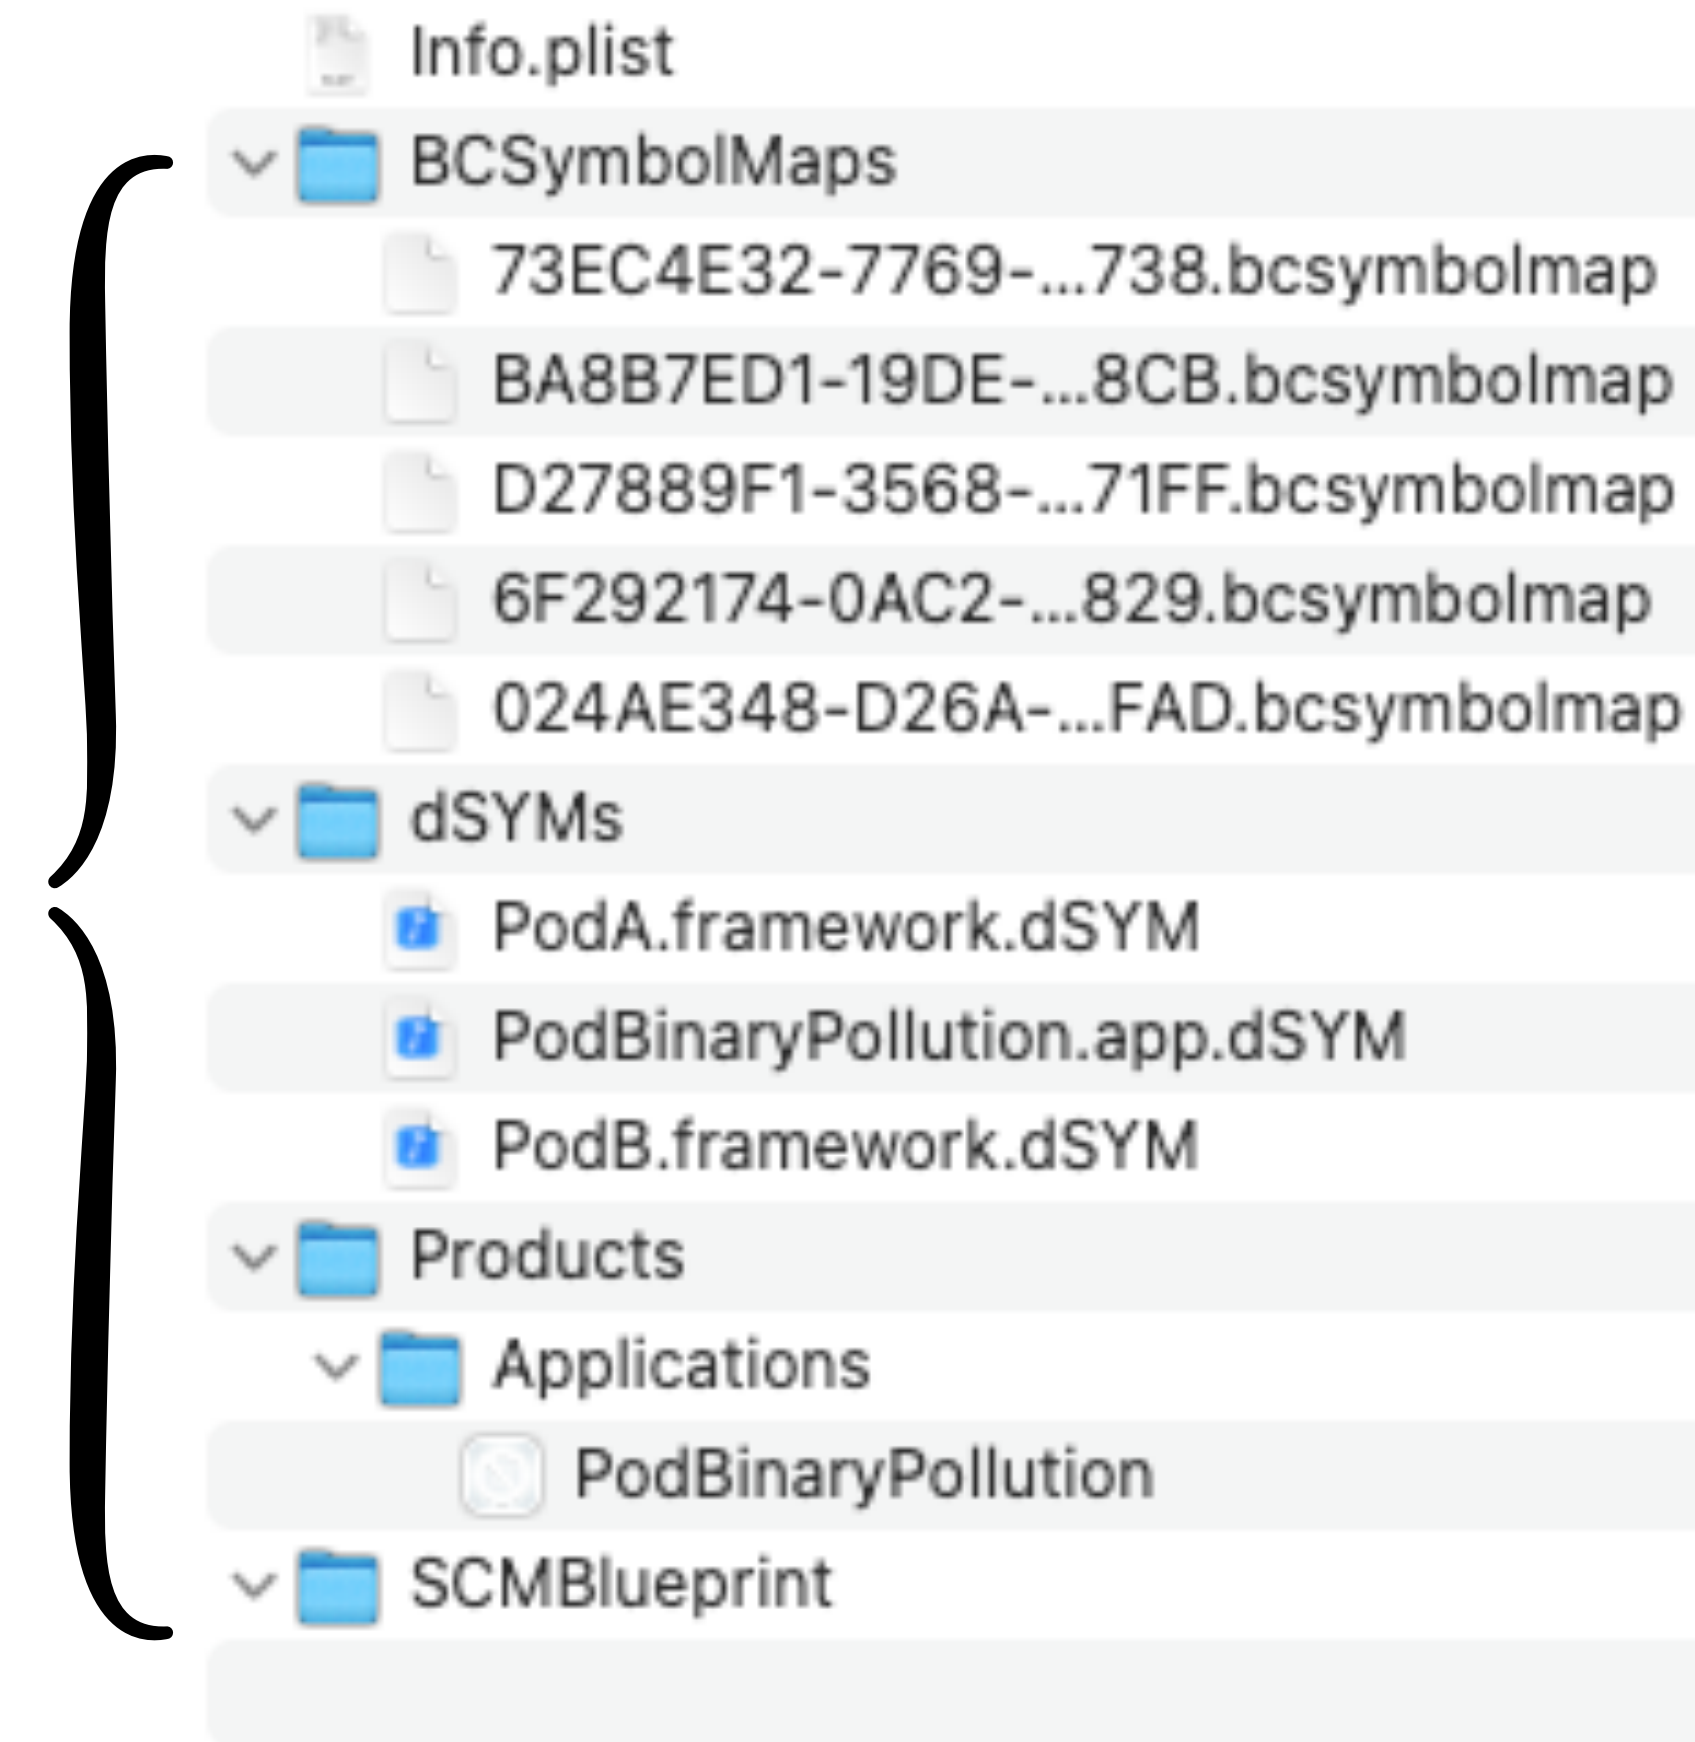 Info.plist
BCSymbolMaps
73EC4E32-7769-...738.bcsymbolmap
BA8B7ED1-19DE-...8CB.bcsymbolmap
D27889F1-3568-...71FF.bcsymbolmap
6F292174-0AC2-...829.bcsymbolmap
024AE348-D26A-...FAD.bcsymbolmap
dSYMs
PodA.framework.dSYM
PodBinaryPollution.app.dSYM
PodB.framework.dSYM
Products
Applications
PodBinaryPollution
SCMBlueprint